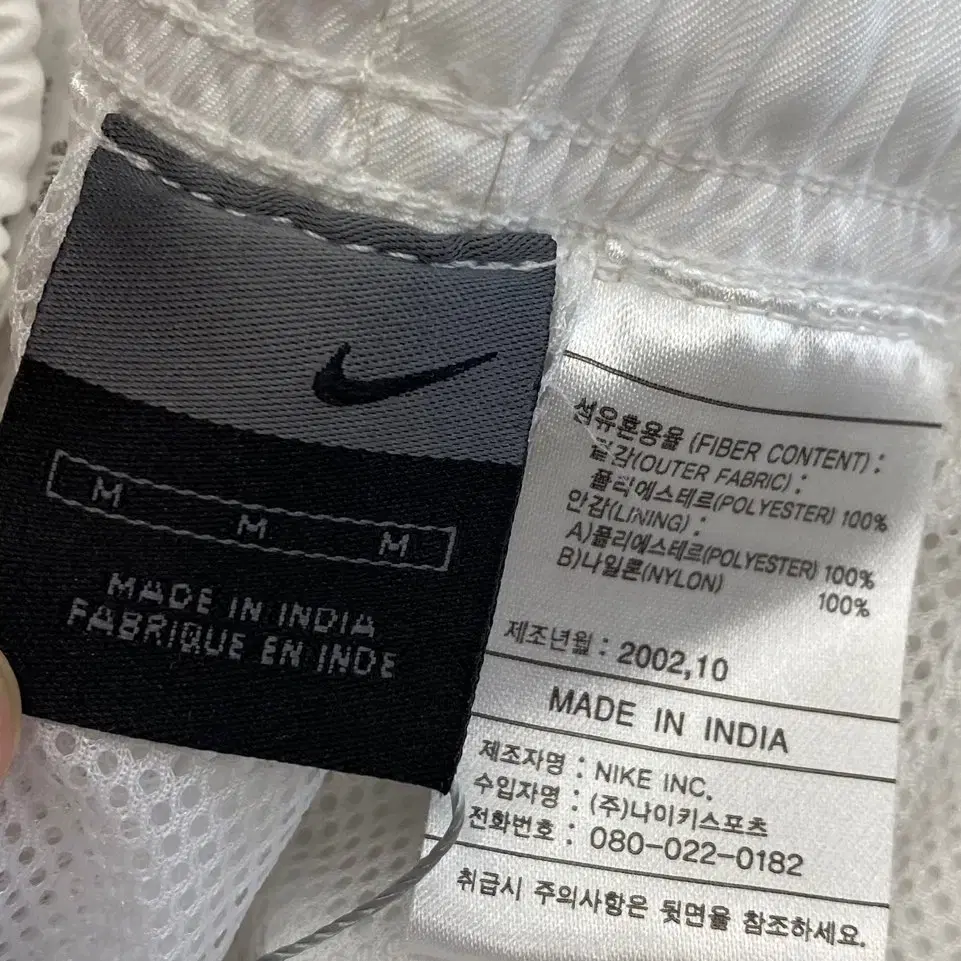 M M M
MADE IN INDIA
FABRIQUE EN INDE
섬유혼용율 (FIBER CONTENT) :
겉감(OUTER FABRIC) :
폴리에스테르(POLYESTER) 100%
안감(LINING) :
A)폴리에스테르(POLYESTER) 100%
B)나일론(NYLON) 100%
제조년월 : 2002,10
MADE IN INDIA
제조자명 : NIKE INC.
수입자명 : (주)나이키스포츠
전화번호 : 080-022-0182
취급시 주의사항은 뒷면을 참조하세요.